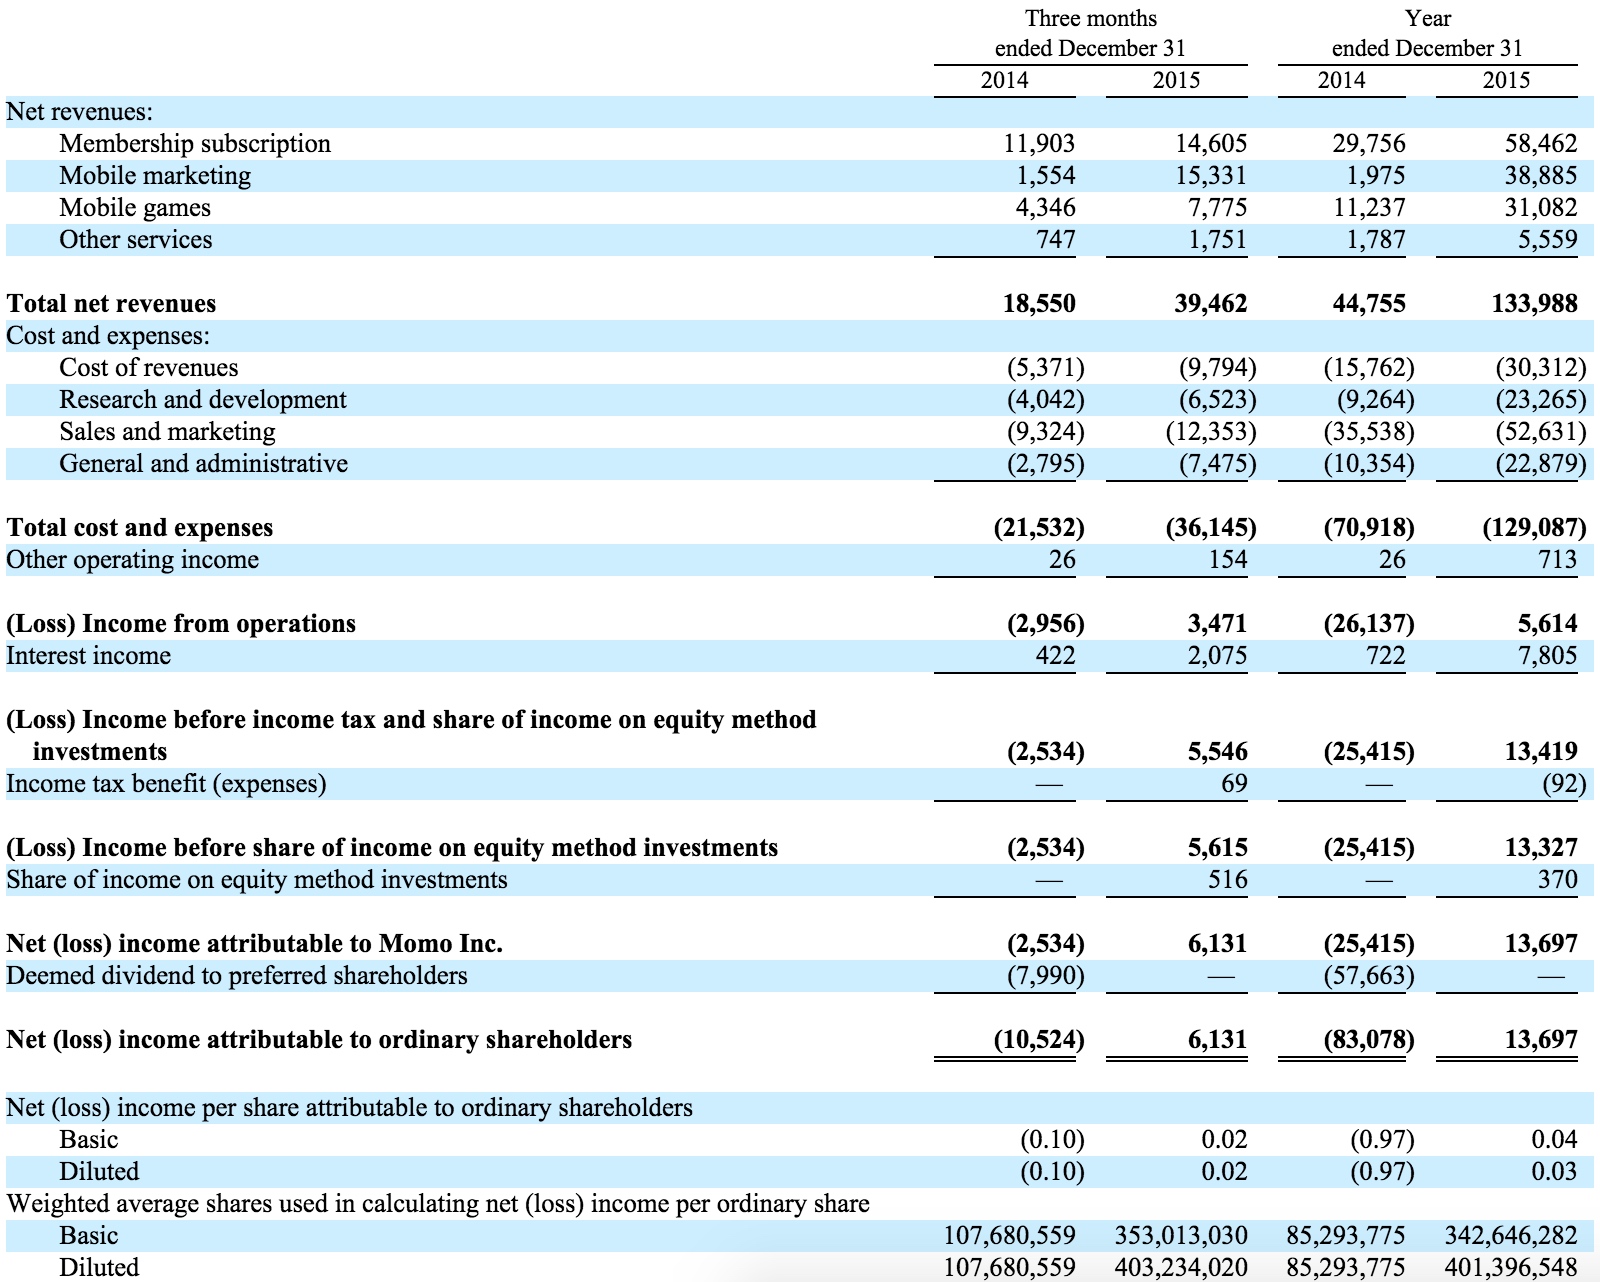 Three months Year
ended December 31 ended December 31
2014 2015 2014 2015
Net revenues:
Membership subscription 11,903 14,605 29,756 58,462
Mobile marketing 1,554 15,331 1,975 38,885
Mobile games 4,346 7,775 11,237 31,082
Other services 747 1,751 1,787 5,559
Total net revenues 18,550 39,462 44,755 133,988
Cost and expenses:
Cost of revenues (5,371) (9,794) (15,762) (30,312)
Research and development (4,042) (6,523) (9,264) (23,265)
Sales and marketing (9,324) (12,353) (35,538) (52,631)
General and administrative (2,795) (7,475) (10,354) (22,879)
Total cost and expenses (21,532) (36,145) (70,918) (129,087)
Other operating income 26 154 26 713
(Loss) Income from operations (2,956) 3,471 (26,137) 5,614
Interest income 422 2,075 722 7,805
(Loss) Income before income tax and share of income on equity method
investments (2,534) 5,546 (25,415) 13,419
Income tax benefit (expenses) — 69 — (92)
(Loss) Income before share of income on equity method investments (2,534) 5,615 (25,415) 13,327
Share of income on equity method investments — 516 — 370
Net (loss) income attributable to Momo Inc. (2,534) 6,131 (25,415) 13,697
Deemed dividend to preferred shareholders (7,990) — (57,663) —
Net (loss) income attributable to ordinary shareholders (10,524) 6,131 (83,078) 13,697
Net (loss) income per share attributable to ordinary shareholders
Basic (0.10) 0.02 (0.97) 0.04
Diluted (0.10) 0.02 (0.97) 0.03
Weighted average shares used in calculating net (loss) income per ordinary share
Basic 107,680,559 353,013,030 85,293,775 342,646,282
Diluted 107,680,559 403,234,020 85,293,775 401,396,548